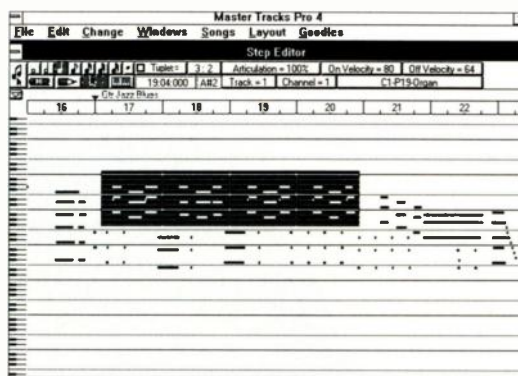 Master Tracks Pro 4
File Edit Change Windows Songs Layout Goodies
Step Editor
Tuplet= 3:2 Articulation = 100% On Velocity = 80 Off Velocity = 64
19:04:000 A#2 Track = 1 Channel = 1 C1-P19-Organ
Gtr Jazz Blues
16 17 18 19 20 21 22